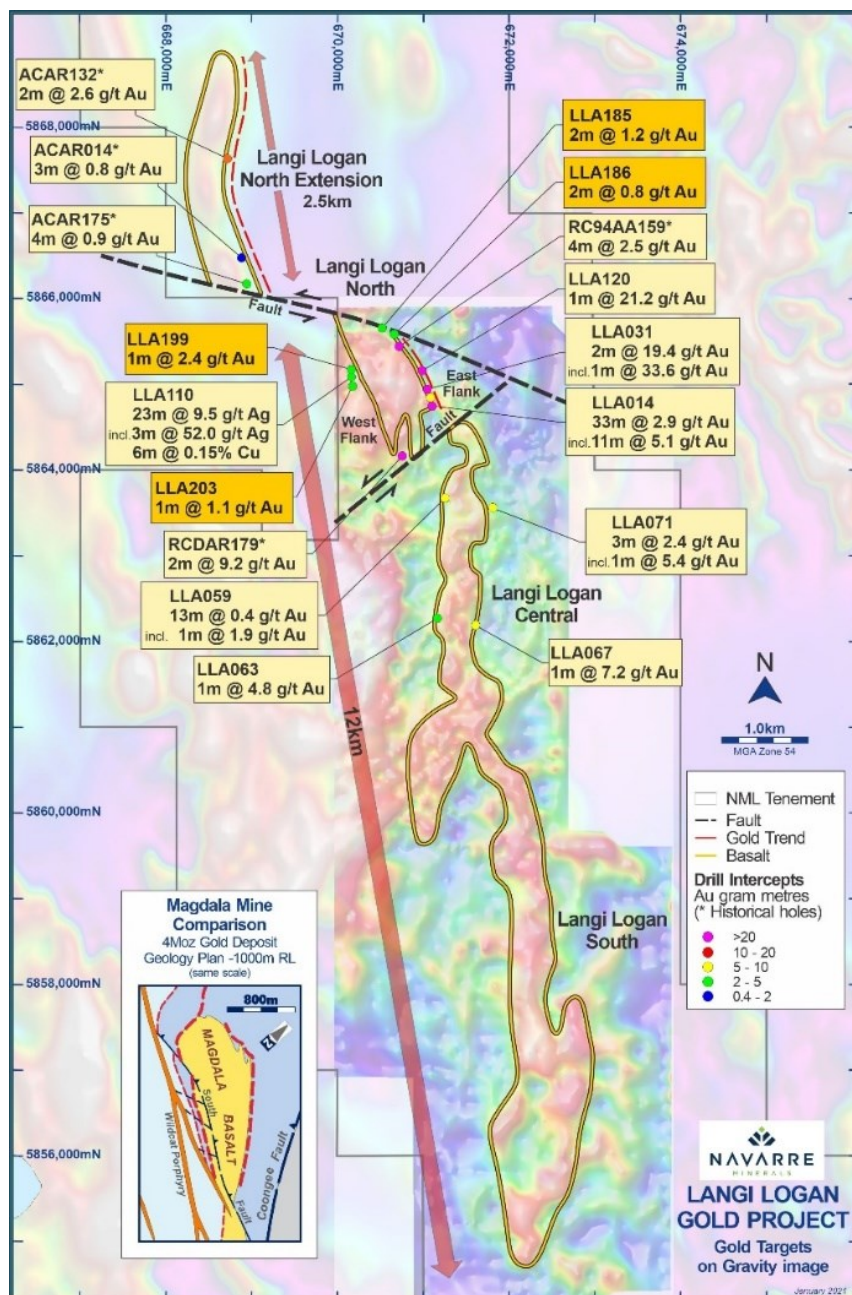 668,000mE
670,000mE
672,000mE
674,000mE
5868,000mN
5866,000mN
5864,000mN
5862,000mN
5860,000mN
5858,000mN
5856,000mN
ACAR132*
2m @ 2.6 g/t Au
ACAR014*
3m @ 0.8 g/t Au
ACAR175*
4m @ 0.9 g/t Au
Langi Logan
North Extension
2.5km
Langi Logan
North
Fault
LLA185
2m @ 1.2 g/t Au
LLA186
2m @ 0.8 g/t Au
RC94AA159*
4m @ 2.5 g/t Au
LLA120
1m @ 21.2 g/t Au
LLA031
2m @ 19.4 g/t Au
incl. 1m @ 33.6 g/t Au
LLA014
33m @ 2.9 g/t Au
incl. 11m @ 5.1 g/t Au
LLA199
1m @ 2.4 g/t Au
LLA110
23m @ 9.5 g/t Ag
incl. 3m @ 52.0 g/t Ag
6m @ 0.15% Cu
LLA203
1m @ 1.1 g/t Au
RCDAR179*
2m @ 9.2 g/t Au
LLA059
13m @ 0.4 g/t Au
incl. 1m @ 1.9 g/t Au
LLA063
1m @ 4.8 g/t Au
East
Flank
West
Flank
Fault
LLA071
3m @ 2.4 g/t Au
incl. 1m @ 5.4 g/t Au
Langi Logan
Central
LLA067
1m @ 7.2 g/t Au
12km
Langi Logan
South
N
1.0km
MGA Zone 54
NML Tenement
Fault
Gold Trend
Basalt
Drill Intercepts
Au gram metres
(* Historical holes)
>20
10 - 20
5 - 10
2 - 5
0.4 - 2
Magdala Mine
Comparison
4Moz Gold Deposit
Geology Plan -1000m RL
(same scale)
800m
N
MAGDALA
BASALT
South
Fault
Wildcat Porphyry
Coongee Fault
NAVARRE
MINERALS
LANGI LOGAN
GOLD PROJECT
Gold Targets
on Gravity image
January 2021